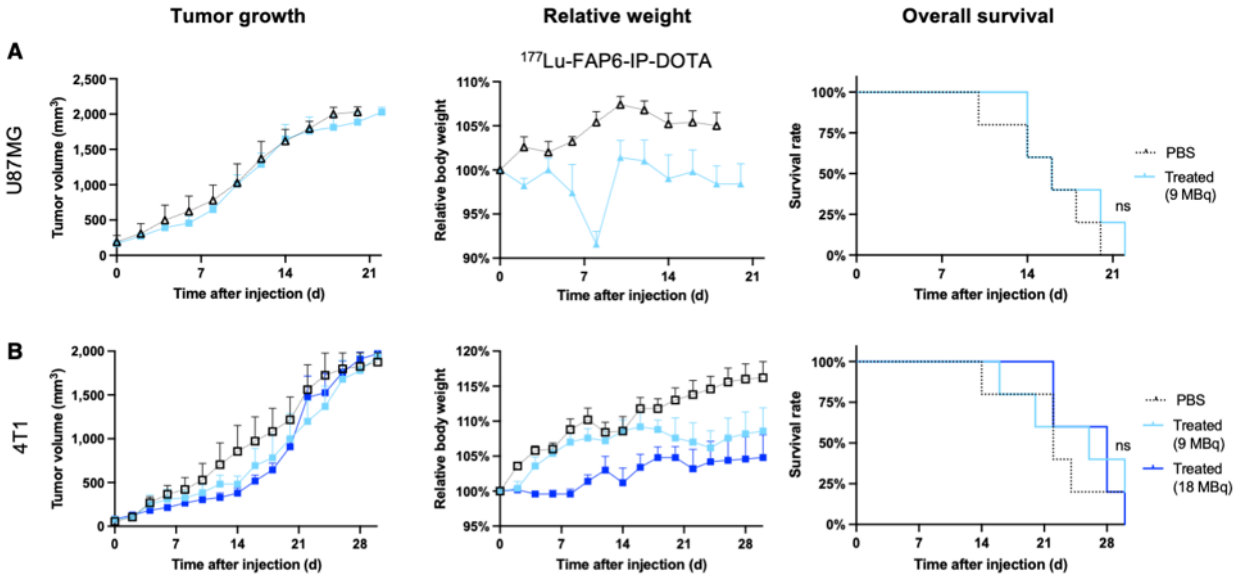 Tumor growth
Relative weight
Overall survival
A
¹⁷⁷Lu-FAP6-IP-DOTA
U87MG
Tumor volume (mm³)
2,500
2,000
1,500
1,000
500
0
0 7 14 21
Time after injection (d)
Relative body weight
110%
105%
100%
95%
90%
0 7 14 21
Time after injection (d)
Survival rate
100%
75%
50%
25%
0%
0 7 14 21
Time after injection (d)
ns
PBS
Treated
(9 MBq)
B
4T1
Tumor volume (mm³)
2,000
1,500
1,000
500
0
0 7 14 21 28
Time after injection (d)
Relative body weight
120%
115%
110%
105%
100%
95%
0 7 14 21 28
Time after injection (d)
Survival rate
100%
75%
50%
25%
0%
0 7 14 21 28
Time after injection (d)
ns
PBS
Treated
(9 MBq)
Treated
(18 MBq)